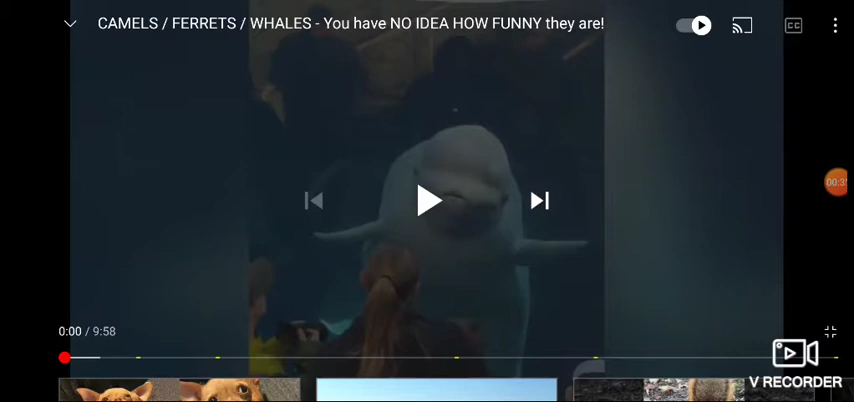 CAMELS / FERRETS / WHALES - You have NO IDEA HOW FUNNY they are!
CC
0:00 / 9:58
V RECORDER